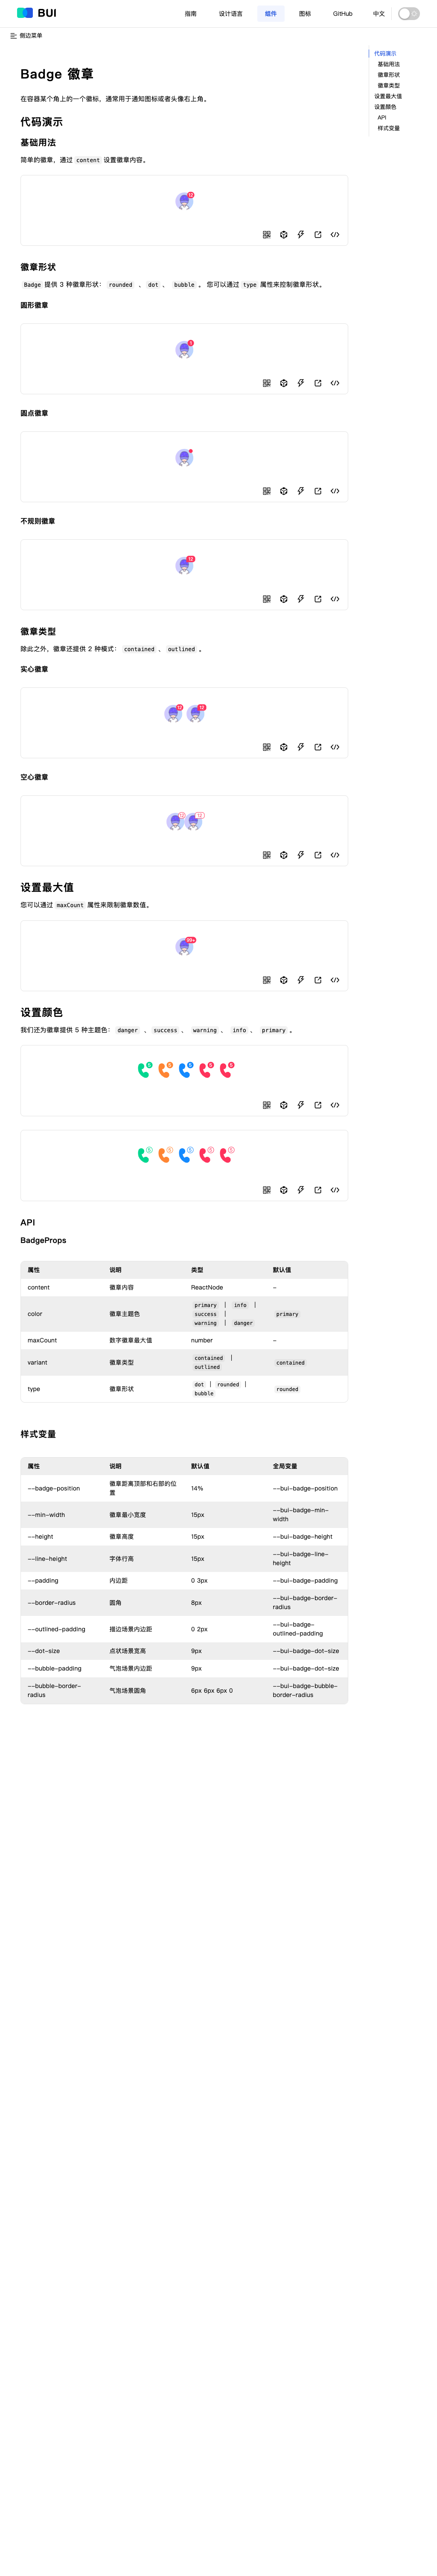 BUI
指南
设计语言
组件
图标
GitHub
中文
侧边菜单
代码演示
基础用法
徽章形状
徽章类型
设置最大值
设置颜色
API
样式变量
Badge 徽章
在容器某个角上的一个徽标，通常用于通知图标或者头像右上角。
代码演示
基础用法
简单的徽章，通过 content 设置徽章内容。
12
徽章形状
Badge 提供 3 种徽章形状： rounded 、 dot 、 bubble 。 您可以通过 type 属性来控制徽章形状。
圆形徽章
1
圆点徽章
不规则徽章
12
徽章类型
除此之外，徽章还提供 2 种模式： contained 、 outlined 。
实心徽章
12 12
空心徽章
12 12
设置最大值
您可以通过 maxCount 属性来限制徽章数值。
99+
设置颜色
我们还为徽章提供 5 种主题色： danger 、 success 、 warning 、 info 、 primary 。
5 5 5 5 5
5 5 5 5 5
API
BadgeProps
属性 说明 类型 默认值
content 徽章内容 ReactNode -
color 徽章主题色 primary | info | success | warning | danger primary
maxCount 数字徽章最大值 number -
variant 徽章类型 contained | outlined contained
type 徽章形状 dot | rounded | bubble rounded
样式变量
属性 说明 默认值 全局变量
--badge-position 徽章距离顶部和右部的位置 14% --bui-badge-position
--min-width 徽章最小宽度 15px --bui-badge-min-width
--height 徽章高度 15px --bui-badge-height
--line-height 字体行高 15px --bui-badge-line-height
--padding 内边距 0 3px --bui-badge-padding
--border-radius 圆角 8px --bui-badge-border-radius
--outlined-padding 描边场景内边距 0 2px --bui-badge-outlined-padding
--dot-size 点状场景宽高 9px --bui-badge-dot-size
--bubble-padding 气泡场景内边距 9px --bui-badge-dot-size
--bubble-border-radius 气泡场景圆角 6px 6px 6px 0 --bui-badge-bubble-border-radius